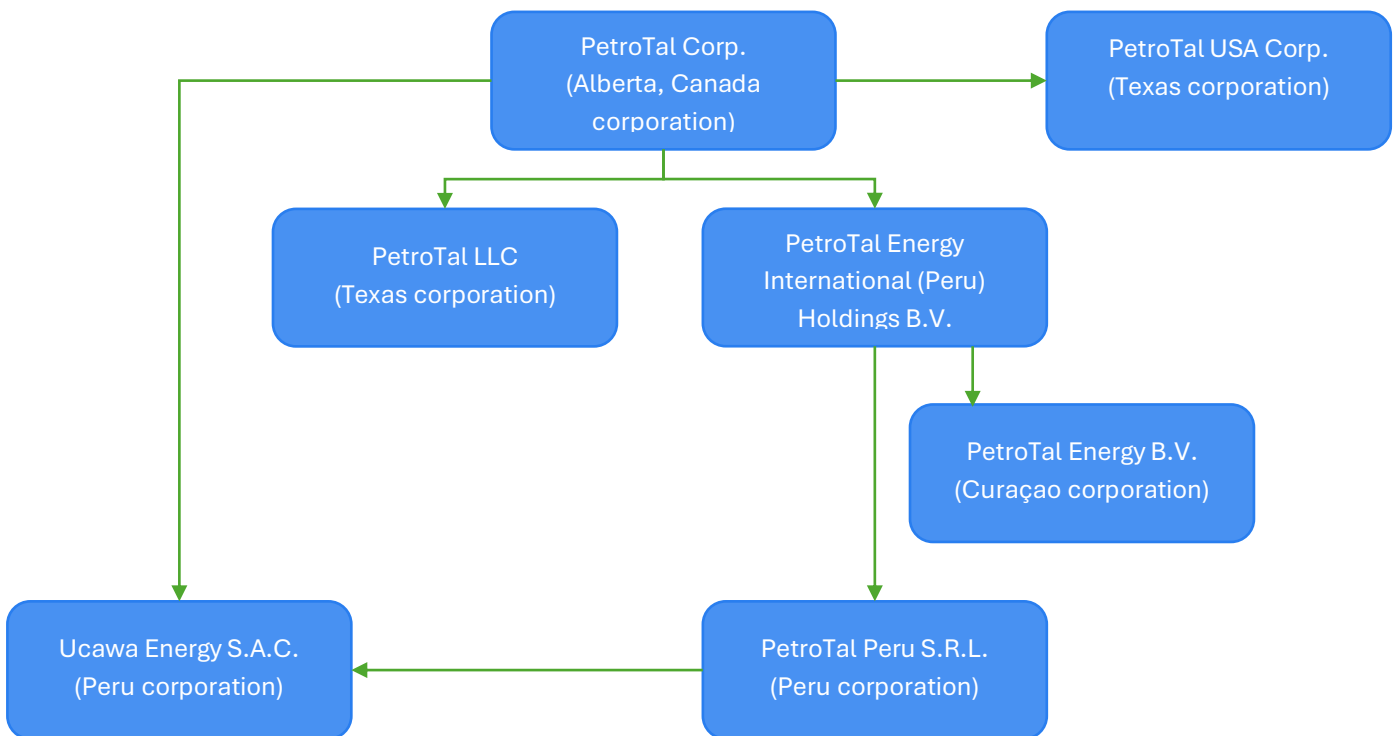 PetroTal Corp.
(Alberta, Canada
corporation)
PetroTal USA Corp.
(Texas corporation)
PetroTal LLC
(Texas corporation)
PetroTal Energy
International (Peru)
Holdings B.V.
PetroTal Energy B.V.
(Curaçao corporation)
Ucawa Energy S.A.C.
(Peru corporation)
PetroTal Peru S.R.L.
(Peru corporation)